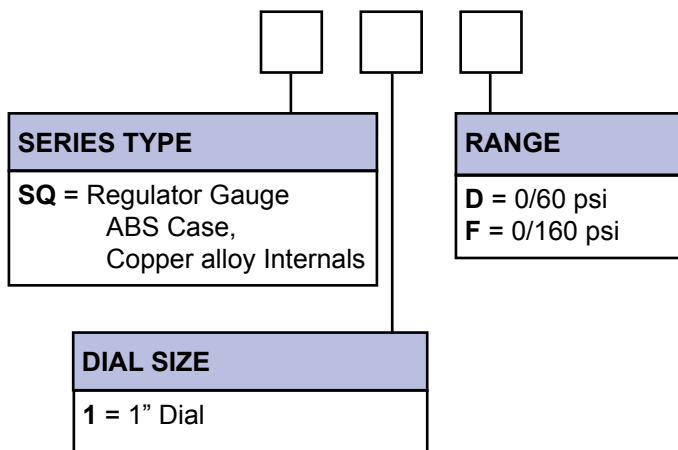 SERIES TYPE
SQ = Regulator Gauge
ABS Case,
Copper alloy Internals
RANGE
D = 0/60 psi
F = 0/160 psi
DIAL SIZE
1 = 1” Dial